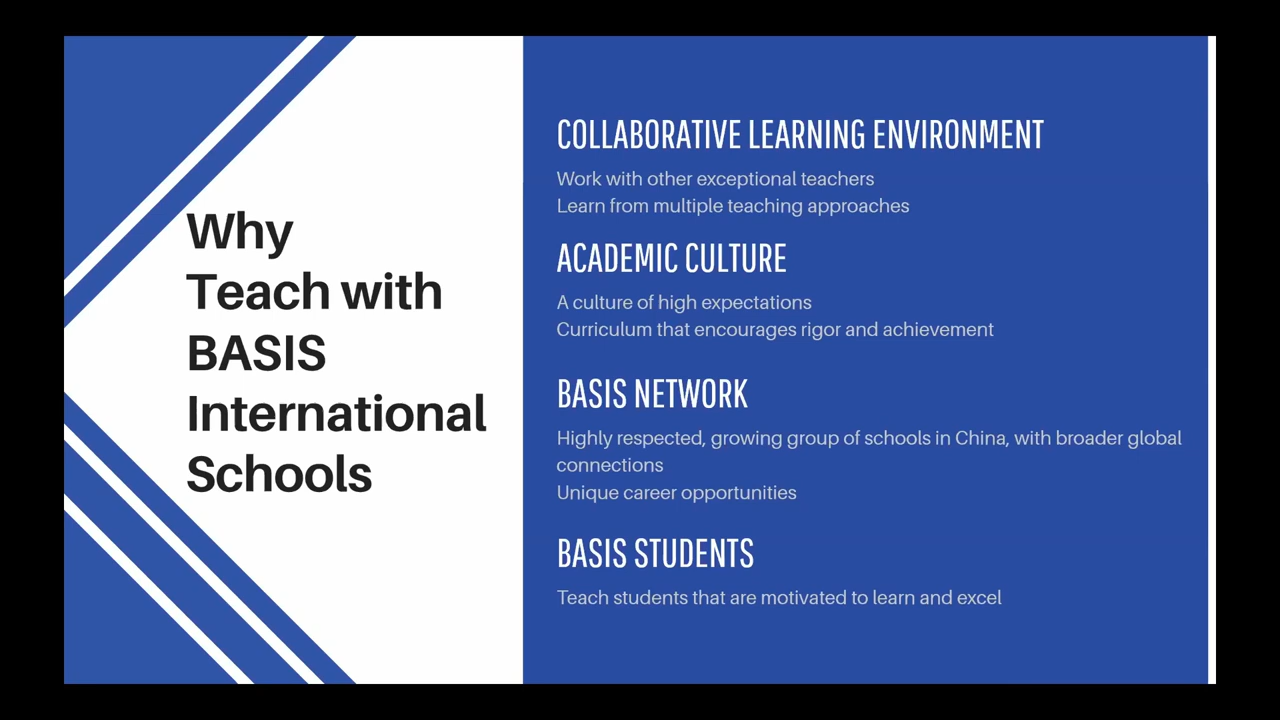 Why
Teach with
BASIS
International
Schools
COLLABORATIVE LEARNING ENVIRONMENT
Work with other exceptional teachers
Learn from multiple teaching approaches
ACADEMIC CULTURE
A culture of high expectations
Curriculum that encourages rigor and achievement
BASIS NETWORK
Highly respected, growing group of schools in China, with broader global
connections
Unique career opportunities
BASIS STUDENTS
Teach students that are motivated to learn and excel